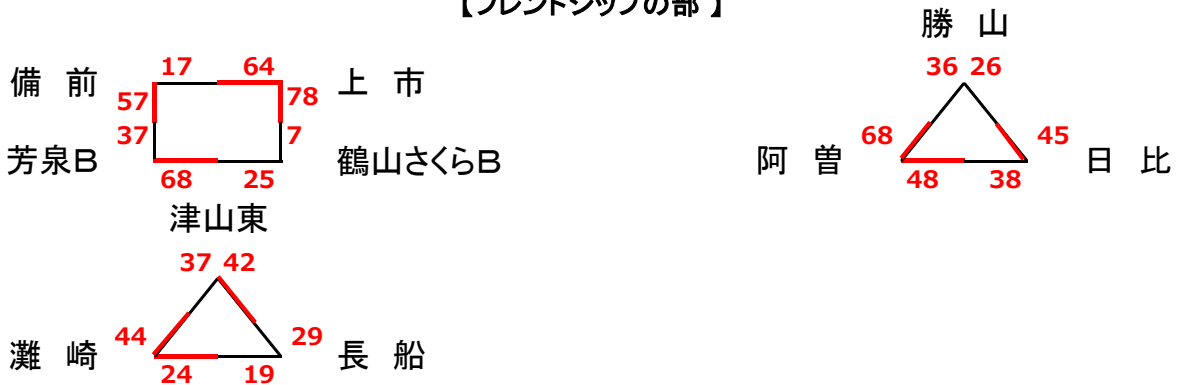 【フレンドシップの部 】
勝 山
36 26
備 前 17 64 上 市
57 78
37 7
芳泉B 68 25 鶴山さくらB
68 45
阿 曽 48 38 日 比
津山東
37 42
44 29
灘 崎 24 19 長 船